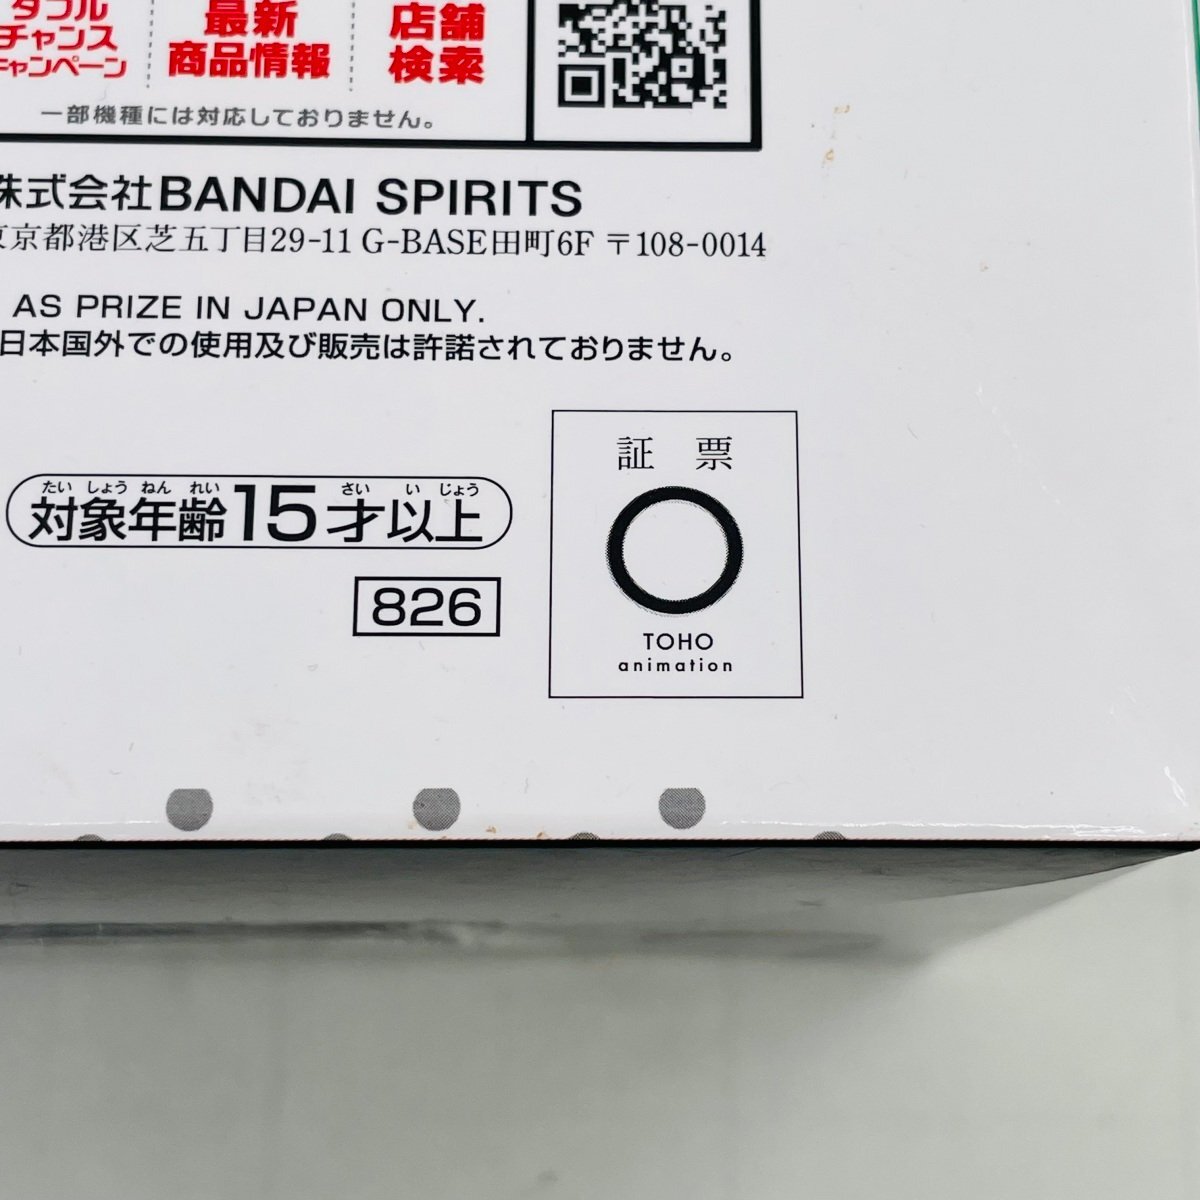 ダブル
チャンス
キャンペーン
最新
商品情報
店舗
検索
一部機種には対応しておりません。
株式会社BANDAI SPIRITS
東京都港区芝五丁目29-11 G-BASE田町6F 〒108-0014
AS PRIZE IN JAPAN ONLY.
日本国外での使用及び販売は許諾されておりません。
たい しょう ねん れい さい い じょう
対象年齢15才以上
826
証 票
TOHO
animation